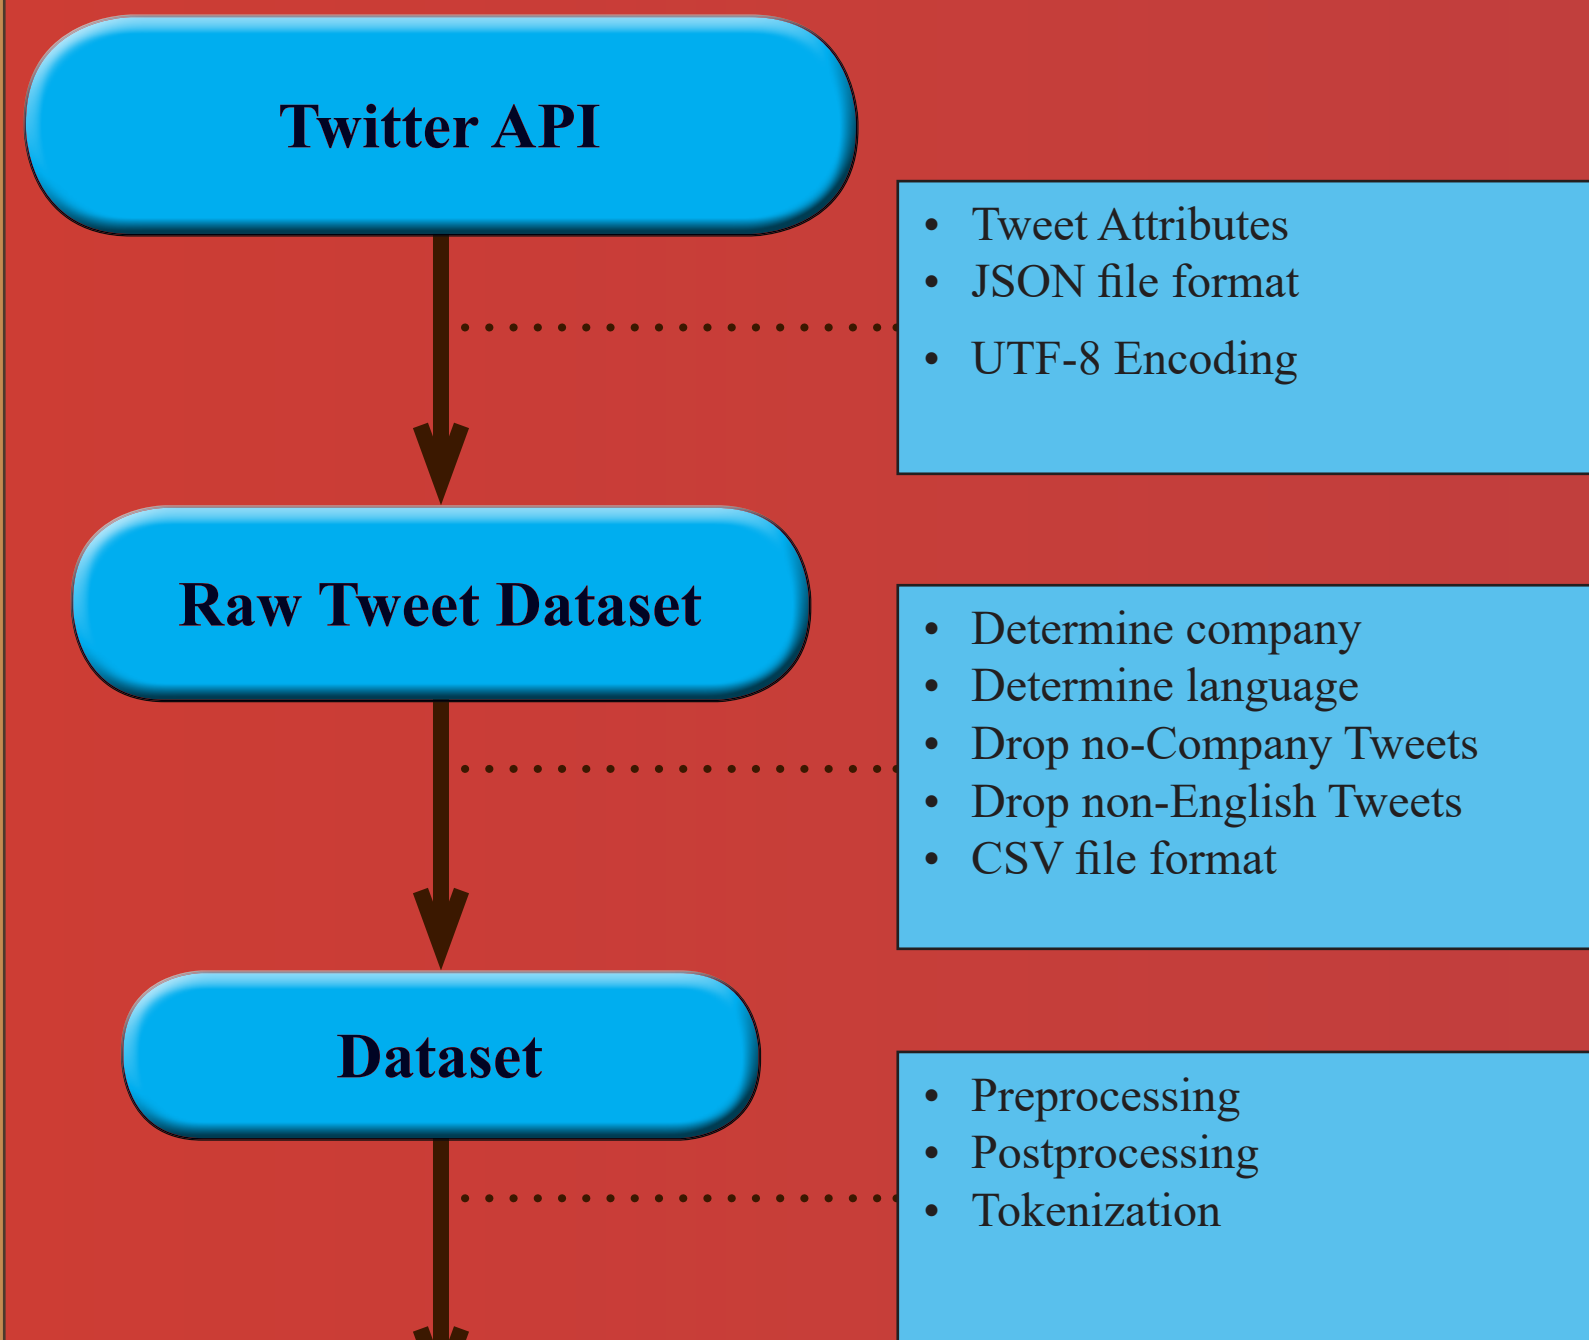 Twitter API
• Tweet Attributes
• JSON file format
• UTF-8 Encoding
Raw Tweet Dataset
• Determine company
• Determine language
• Drop no-Company Tweets
• Drop non-English Tweets
• CSV file format
Dataset
• Preprocessing
• Postprocessing
• Tokenization